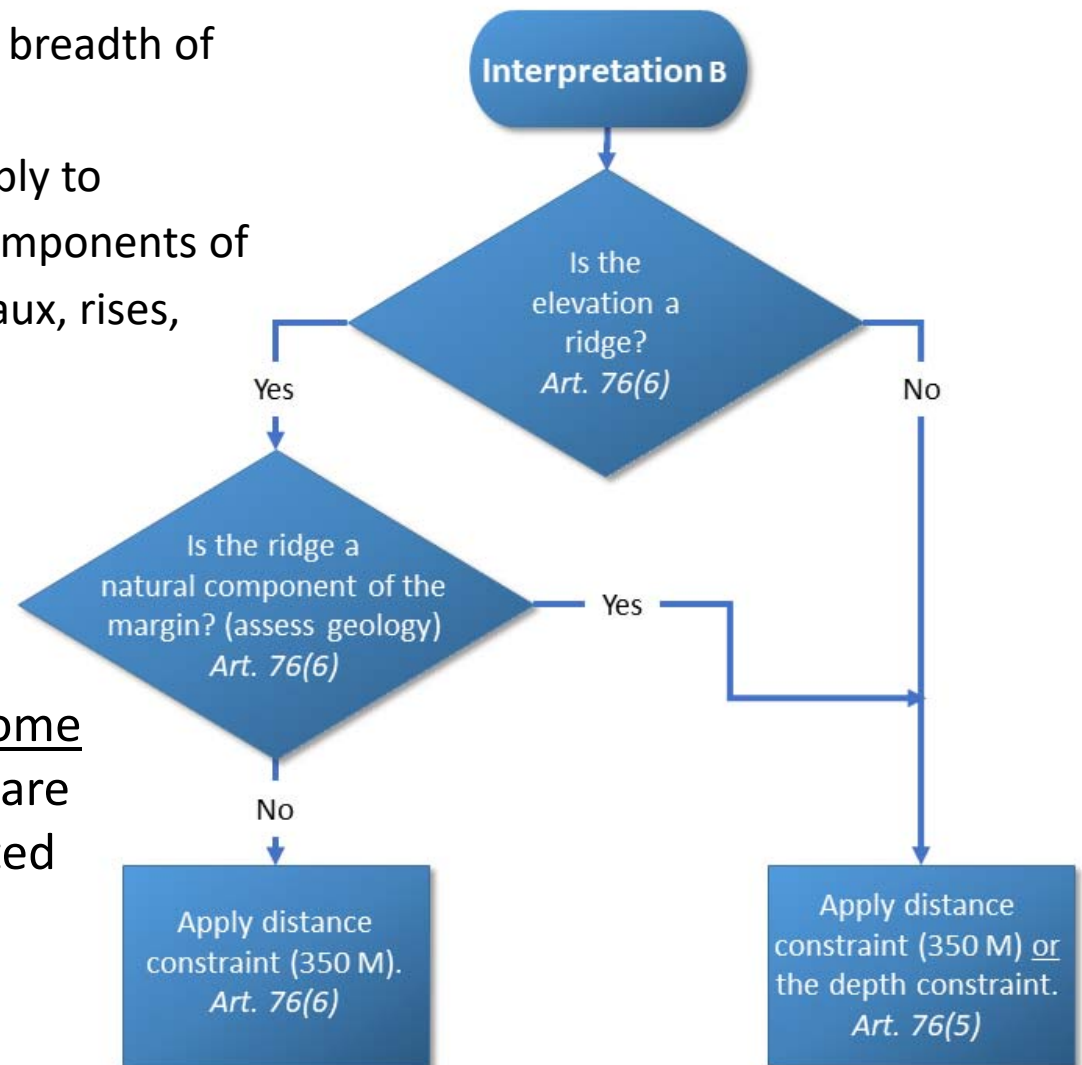 breadth of
ply to
mponents of
aux, rises,
ome
are
ted
Interpretation B
Is the
elevation a
ridge?
Art. 76(6)
Yes
No
Is the ridge a
natural component of the
margin? (assess geology)
Art. 76(6)
Yes
No
Apply distance
constraint (350 M).
Art. 76(6)
Apply distance
constraint (350 M) or
the depth constraint.
Art. 76(5)